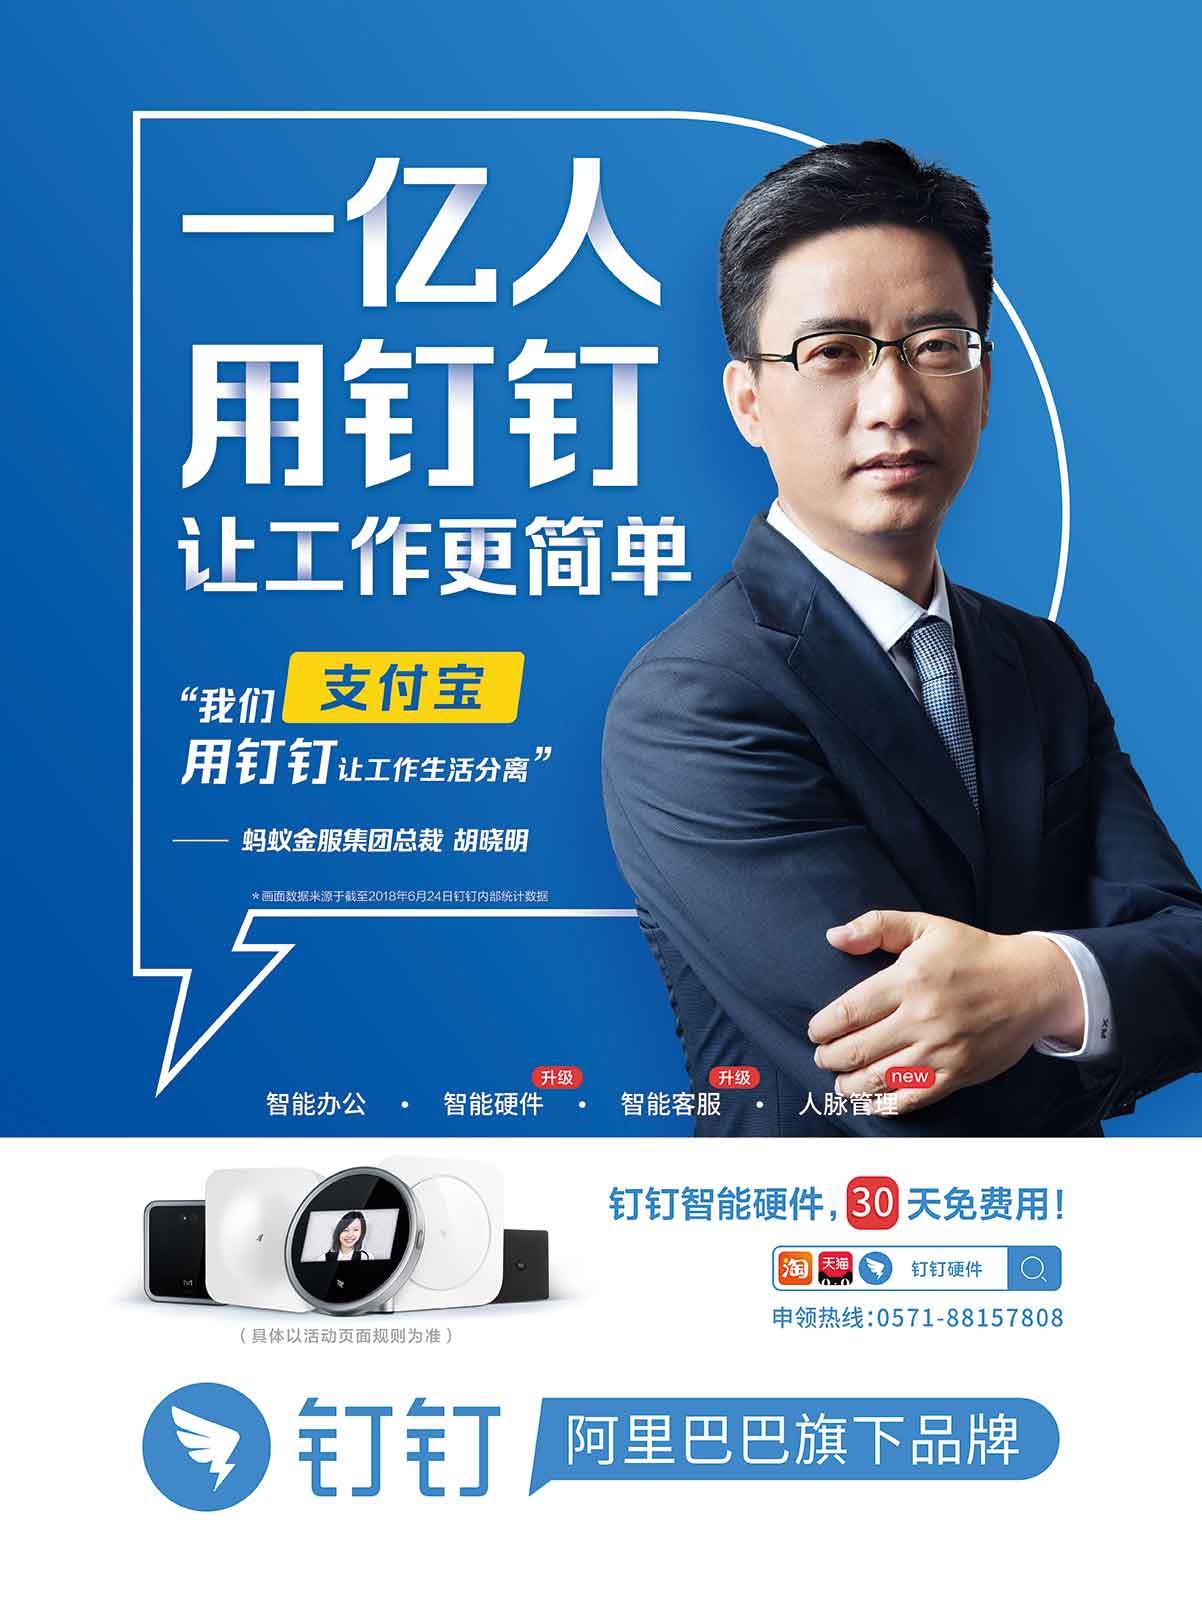 一亿人
用钉钉
让工作更简单
“我们 支付宝
用钉钉 让工作生活分离”
—— 蚂蚁金服集团总裁 胡晓明
*画面数据来源于截至2018年6月24日钉钉内部统计数据
升级 升级 new
智能办公 · 智能硬件 · 智能客服 · 人脉管理
钉钉智能硬件，30天免费用！
淘 天猫 钉钉硬件
申领热线：0571-88157808
（具体以活动页面规则为准）
钉钉 阿里巴巴旗下品牌